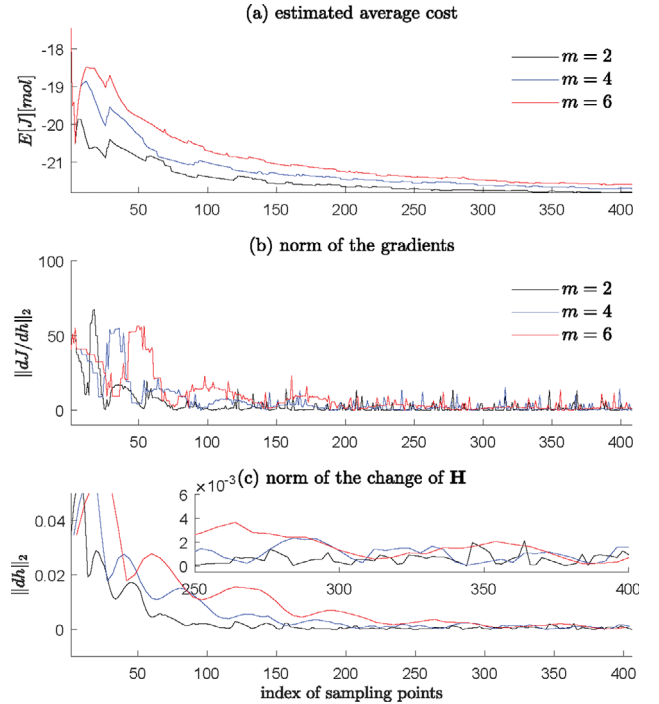 (a) estimated average cost
E[J][mol]
-18
-19
-20
-21
m = 2
m = 4
m = 6
50 100 150 200 250 300 350 400
(b) norm of the gradients
||dJ/dh||₂
100
50
0
m = 2
m = 4
m = 6
50 100 150 200 250 300 350 400
×10⁻³ (c) norm of the change of H
||dh||₂
0.04
0.02
0
6
4
2
0
250 300 350 400
50 100 150 200 250 300 350 400
index of sampling points